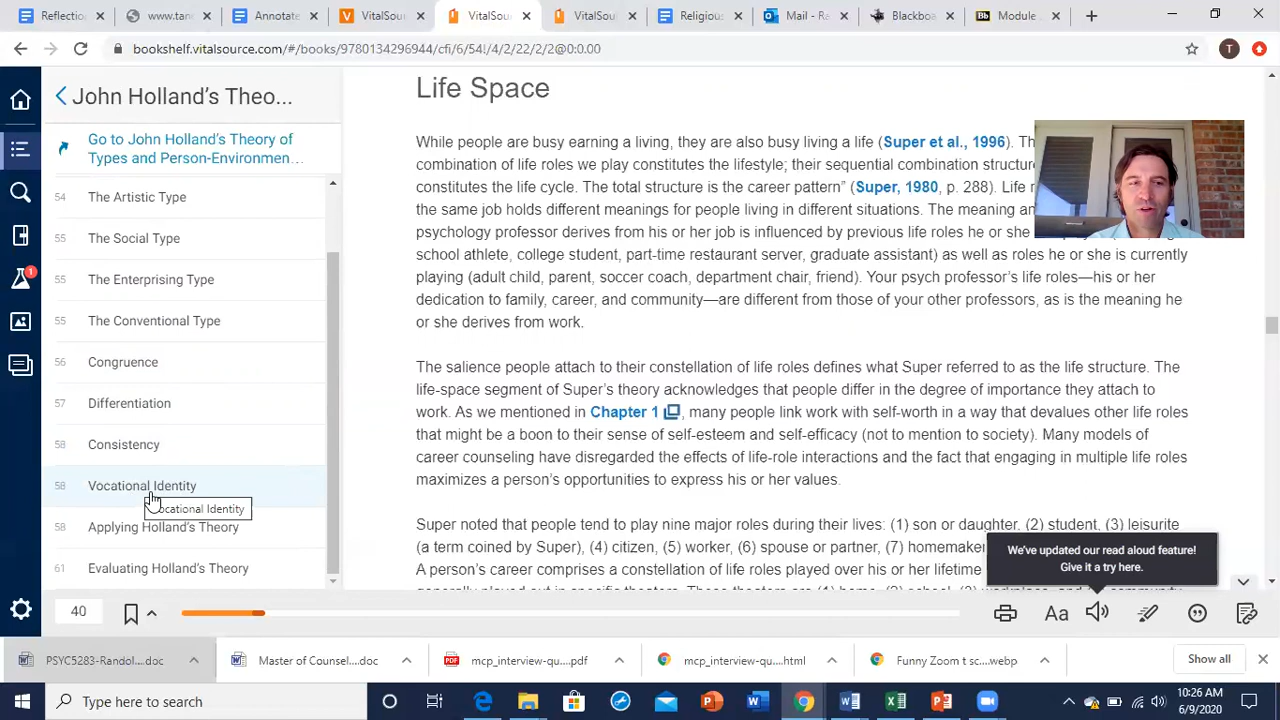 Reflectio
www.tam
Annotate
VitalSour
VitalSour
VitalSour
Religious
Mail - Ra
Blackboa
Module
bookshelf.vitalsource.com/#/books/9780134296944/cfi/6/54!/4/2/22/2/2@0:0.00
T
John Holland's Theo...
Go to John Holland's Theory of
Types and Person-Environmen...
54 The Artistic Type
55 The Social Type
55 The Enterprising Type
55 The Conventional Type
56 Congruence
57 Differentiation
58 Consistency
58 Vocational Identity
Vocational Identity
58 Applying Holland's Theory
61 Evaluating Holland's Theory
1
Life Space
While people are busy earning a living, they are also busy living a life (Super et al., 1996). Th
combination of life roles we play constitutes the lifestyle; their sequential combination structure
constitutes the life cycle. The total structure is the career pattern” (Super, 1980, p. 288). Life r
the same job holds different meanings for people living in different situations. The meaning an
psychology professor derives from his or her job is influenced by previous life roles he or she
school athlete, college student, part-time restaurant server, graduate assistant) as well as roles he or she is currently
playing (adult child, parent, soccer coach, department chair, friend). Your psych professor's life roles—his or her
dedication to family, career, and community—are different from those of your other professors, as is the meaning he
or she derives from work.
The salience people attach to their constellation of life roles defines what Super referred to as the life structure. The
life-space segment of Super's theory acknowledges that people differ in the degree of importance they attach to
work. As we mentioned in Chapter 1, many people link work with self-worth in a way that devalues other life roles
that might be a boon to their sense of self-esteem and self-efficacy (not to mention to society). Many models of
career counseling have disregarded the effects of life-role interactions and the fact that engaging in multiple life roles
maximizes a person's opportunities to express his or her values.
Super noted that people tend to play nine major roles during their lives: (1) son or daughter, (2) student, (3) leisurite
(a term coined by Super), (4) citizen, (5) worker, (6) spouse or partner, (7) homemaker
A person's career comprises a constellation of life roles played over his or her lifetime
We've updated our read aloud feature!
Give it a try here.
40
Aa
PSYC5283-Randol....doc
Master of Counsel....doc
mcp_interview-qu....pdf
mcp_interview-qu....html
Funny Zoom t sc....webp
Show all
Type here to search
10:26 AM
6/9/2020